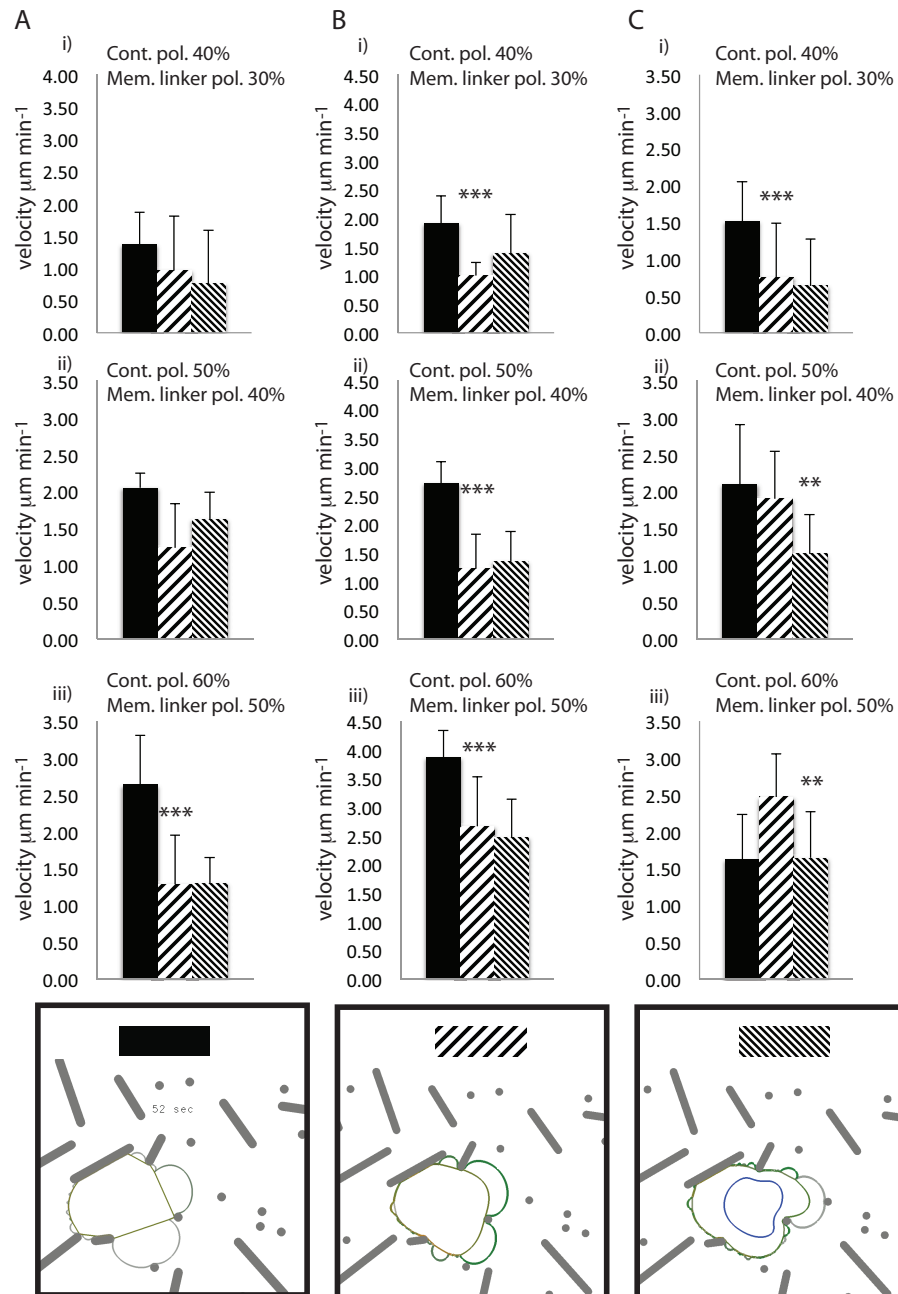 A
B
C
i)
Cont. pol. 40%
Mem. linker pol. 30%
velocity µm min-1
4.00
3.50
3.00
2.50
2.00
1.50
1.00
0.50
0.00
i)
Cont. pol. 40%
Mem. linker pol. 30%
velocity µm min-1
4.50
4.00
3.50
3.00
2.50
2.00
1.50
1.00
0.50
0.00
***
i)
Cont. pol. 40%
Mem. linker pol. 30%
velocity µm min-1
3.50
3.00
2.50
2.00
1.50
1.00
0.50
0.00
***
ii)
Cont. pol. 50%
Mem. linker pol. 40%
velocity µm min-1
3.50
3.00
2.50
2.00
1.50
1.00
0.50
0.00
ii)
Cont. pol. 50%
Mem. linker pol. 40%
velocity µm min-1
4.50
4.00
3.50
3.00
2.50
2.00
1.50
1.00
0.50
0.00
***
ii)
Cont. pol. 50%
Mem. linker pol. 40%
velocity µm min-1
3.50
3.00
2.50
2.00
1.50
1.00
0.50
0.00
**
iii)
Cont. pol. 60%
Mem. linker pol. 50%
velocity µm min-1
3.50
3.00
2.50
2.00
1.50
1.00
0.50
0.00
***
iii)
Cont. pol. 60%
Mem. linker pol. 50%
velocity µm min-1
4.50
4.00
3.50
3.00
2.50
2.00
1.50
1.00
0.50
0.00
***
iii)
Cont. pol. 60%
Mem. linker pol. 50%
velocity µm min-1
3.50
3.00
2.50
2.00
1.50
1.00
0.50
0.00
**
52 sec